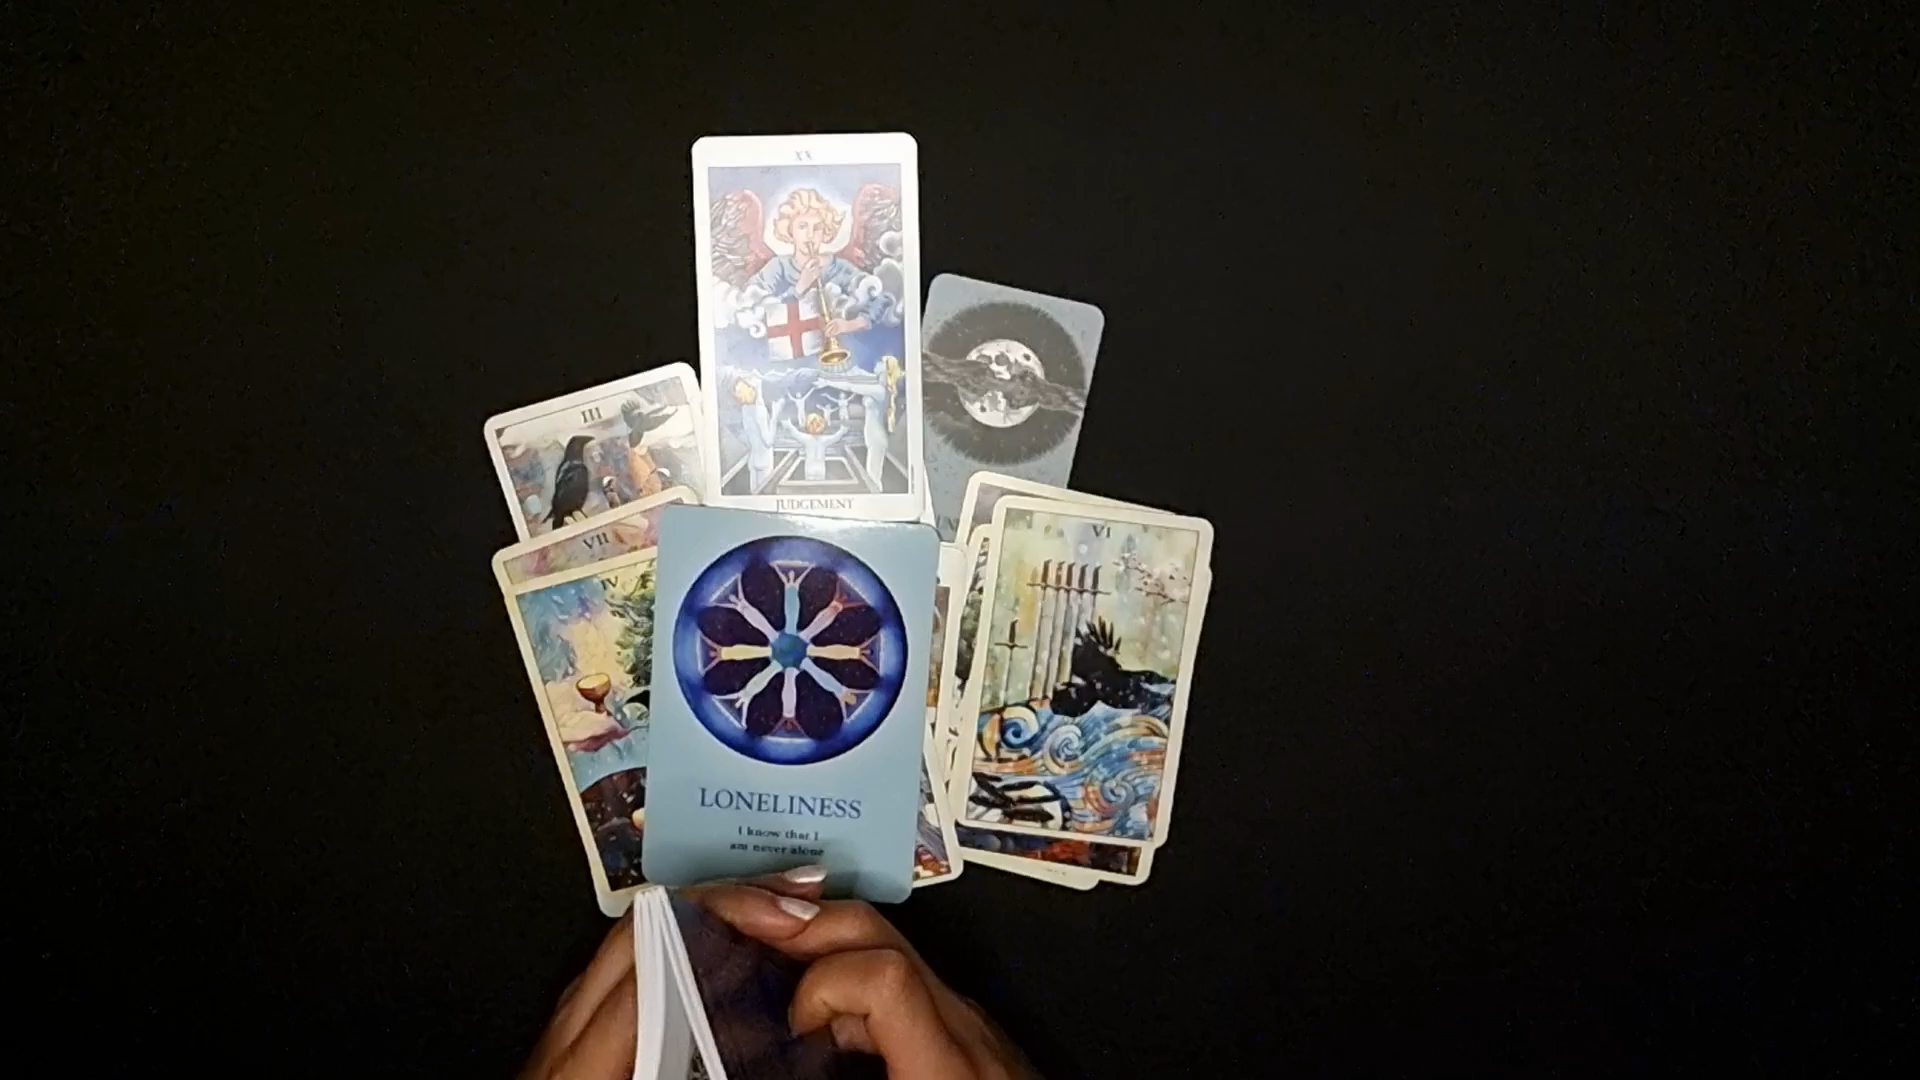 XX
JUDGEMENT
III
VII
IV
VI
LONELINESS
I know that I
am never alone